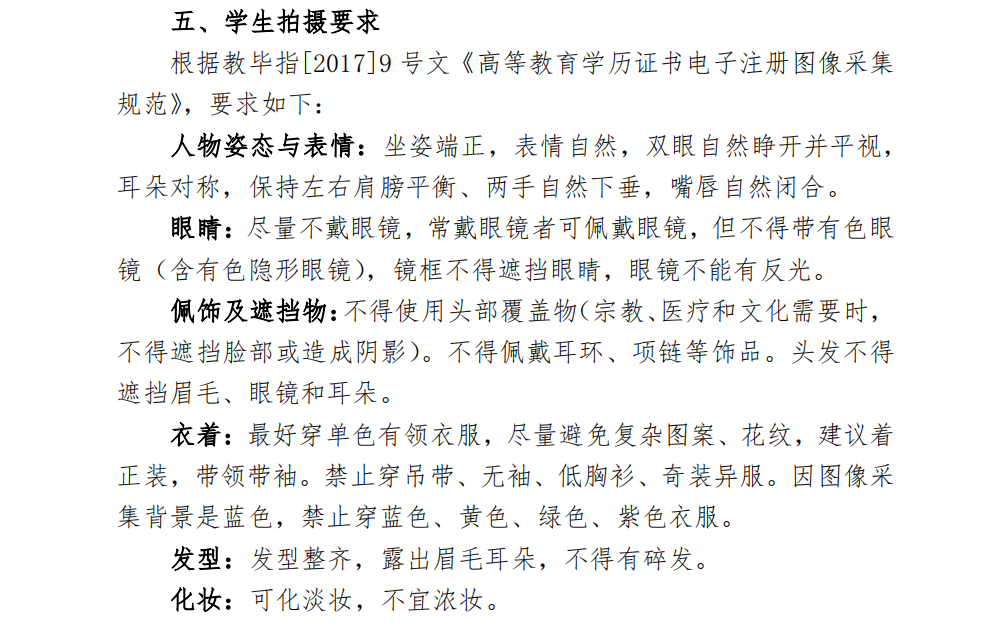 五、学生拍摄要求
根据教毕指[2017]9 号文《高等教育学历证书电子注册图像采集
规范》，要求如下：
人物姿态与表情：坐姿端正，表情自然，双眼自然睁开并平视，
耳朵对称，保持左右肩膀平衡、两手自然下垂，嘴唇自然闭合。
眼睛：尽量不戴眼镜，常戴眼镜者可佩戴眼镜，但不得带有色眼
镜（含有色隐形眼镜），镜框不得遮挡眼睛，眼镜不能有反光。
佩饰及遮挡物：不得使用头部覆盖物（宗教、医疗和文化需要时，
不得遮挡脸部或造成阴影）。不得佩戴耳环、项链等饰品。头发不得
遮挡眉毛、眼镜和耳朵。
衣着：最好穿单色有领衣服，尽量避免复杂图案、花纹，建议着
正装，带领带袖。禁止穿吊带、无袖、低胸衫、奇装异服。因图像采
集背景是蓝色，禁止穿蓝色、黄色、绿色、紫色衣服。
发型：发型整齐，露出眉毛耳朵，不得有碎发。
化妆：可化淡妆，不宜浓妆。